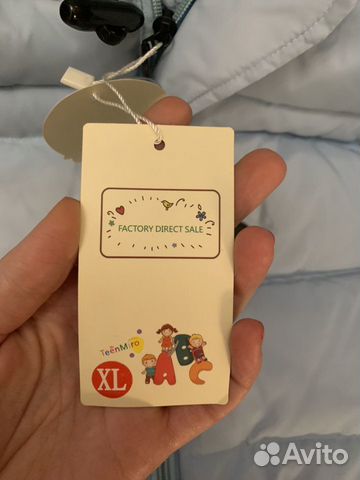 FACTORY DIRECT SALE
TeenMiro
ABC
XL
Avito